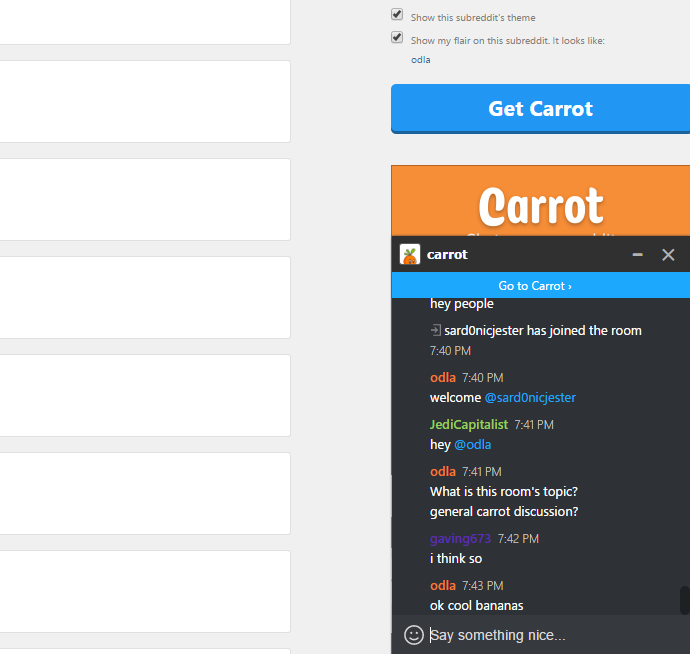 Show this subreddit's theme
Show my flair on this subreddit. It looks like:
odla
Get Carrot
Carrot
carrot
Go to Carrot ›
hey people
sard0nicjester has joined the room
7:40 PM
odla 7:40 PM
welcome @sard0nicjester
JediCapitalist 7:41 PM
hey @odla
odla 7:41 PM
What is this room's topic?
general carrot discussion?
gaving673 7:42 PM
i think so
odla 7:43 PM
ok cool bananas
Say something nice...